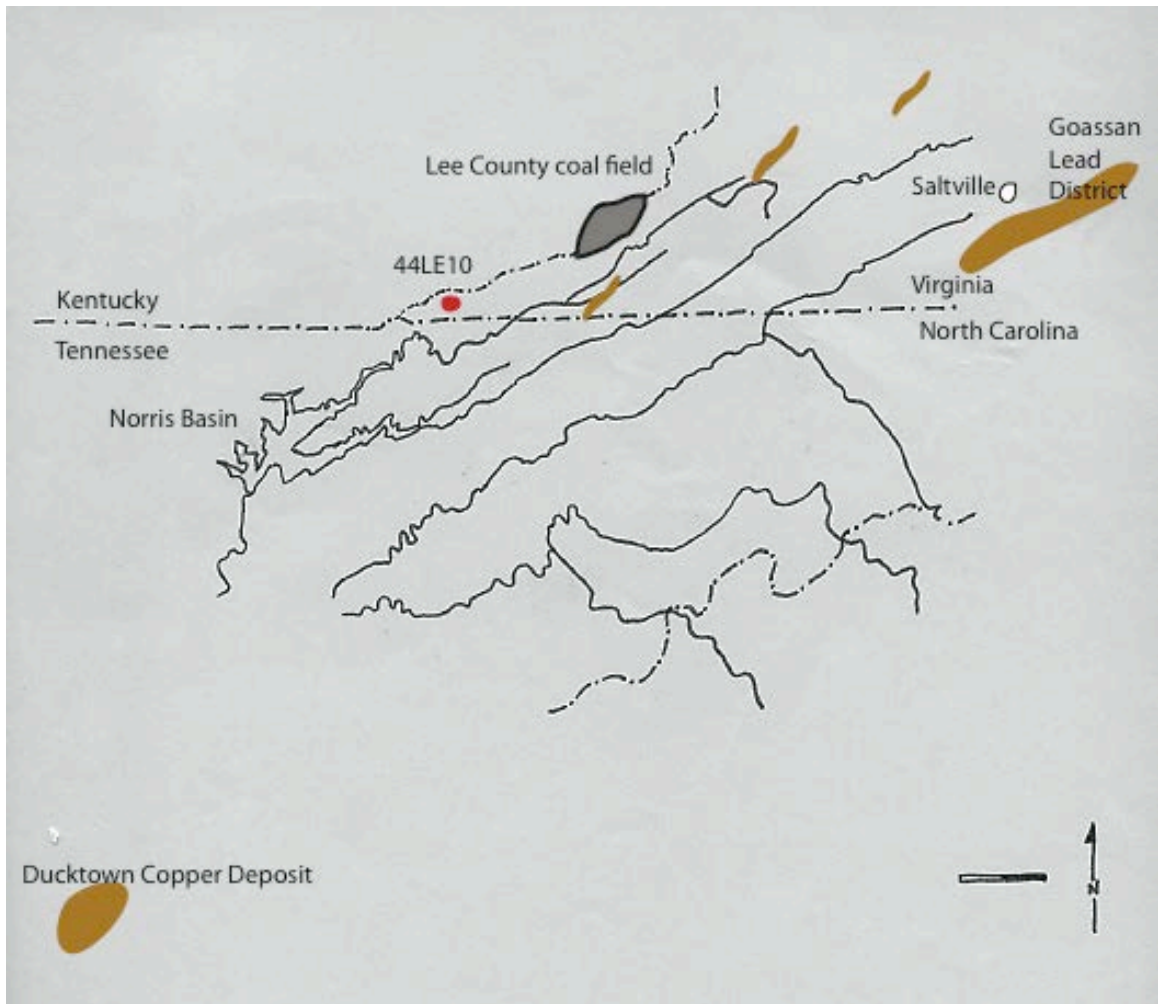 Goassan
Lead
District
Lee County coal field
Saltville
44LE10
Kentucky
Virginia
Tennessee
North Carolina
Norris Basin
Ducktown Copper Deposit
N